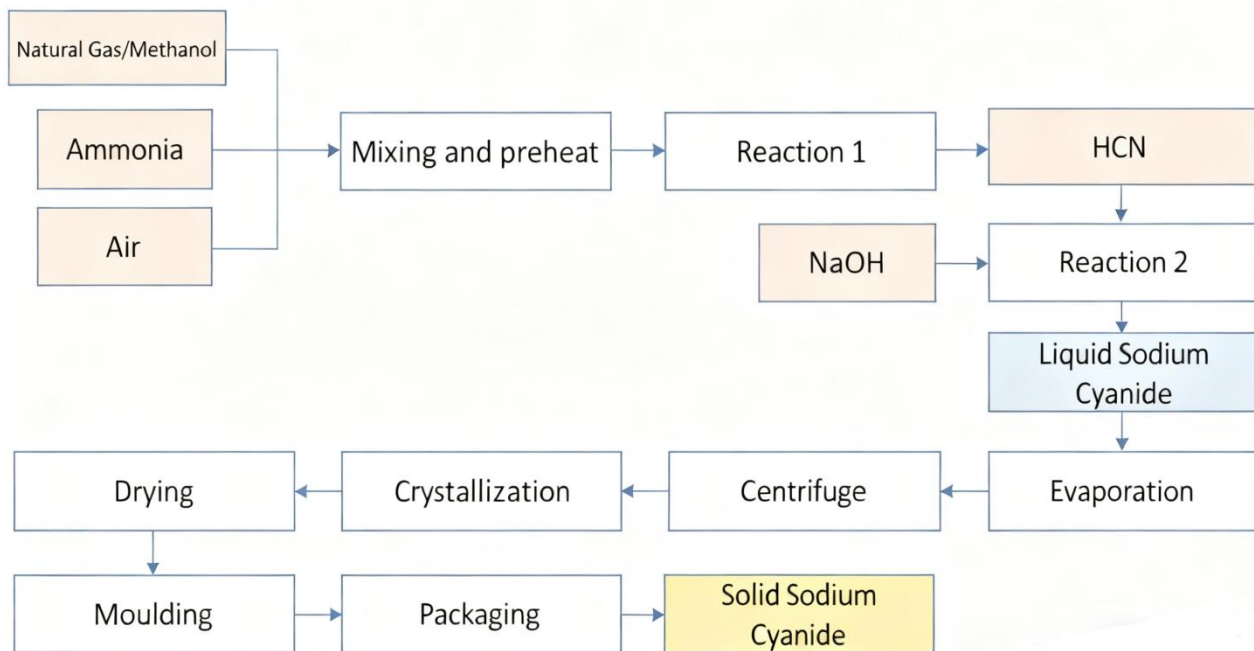 Natural Gas/Methanol
Ammonia
Air
Mixing and preheat
Reaction 1
HCN
NaOH
Reaction 2
Liquid Sodium
Cyanide
Evaporation
Centrifuge
Crystallization
Drying
Moulding
Packaging
Solid Sodium
Cyanide